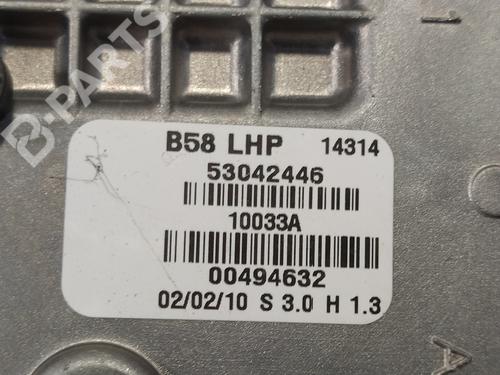 B-PARTS
B58 LHP 14314
53042446
10033A
00494632
02/02/10 S 3.0 H 1.3
A